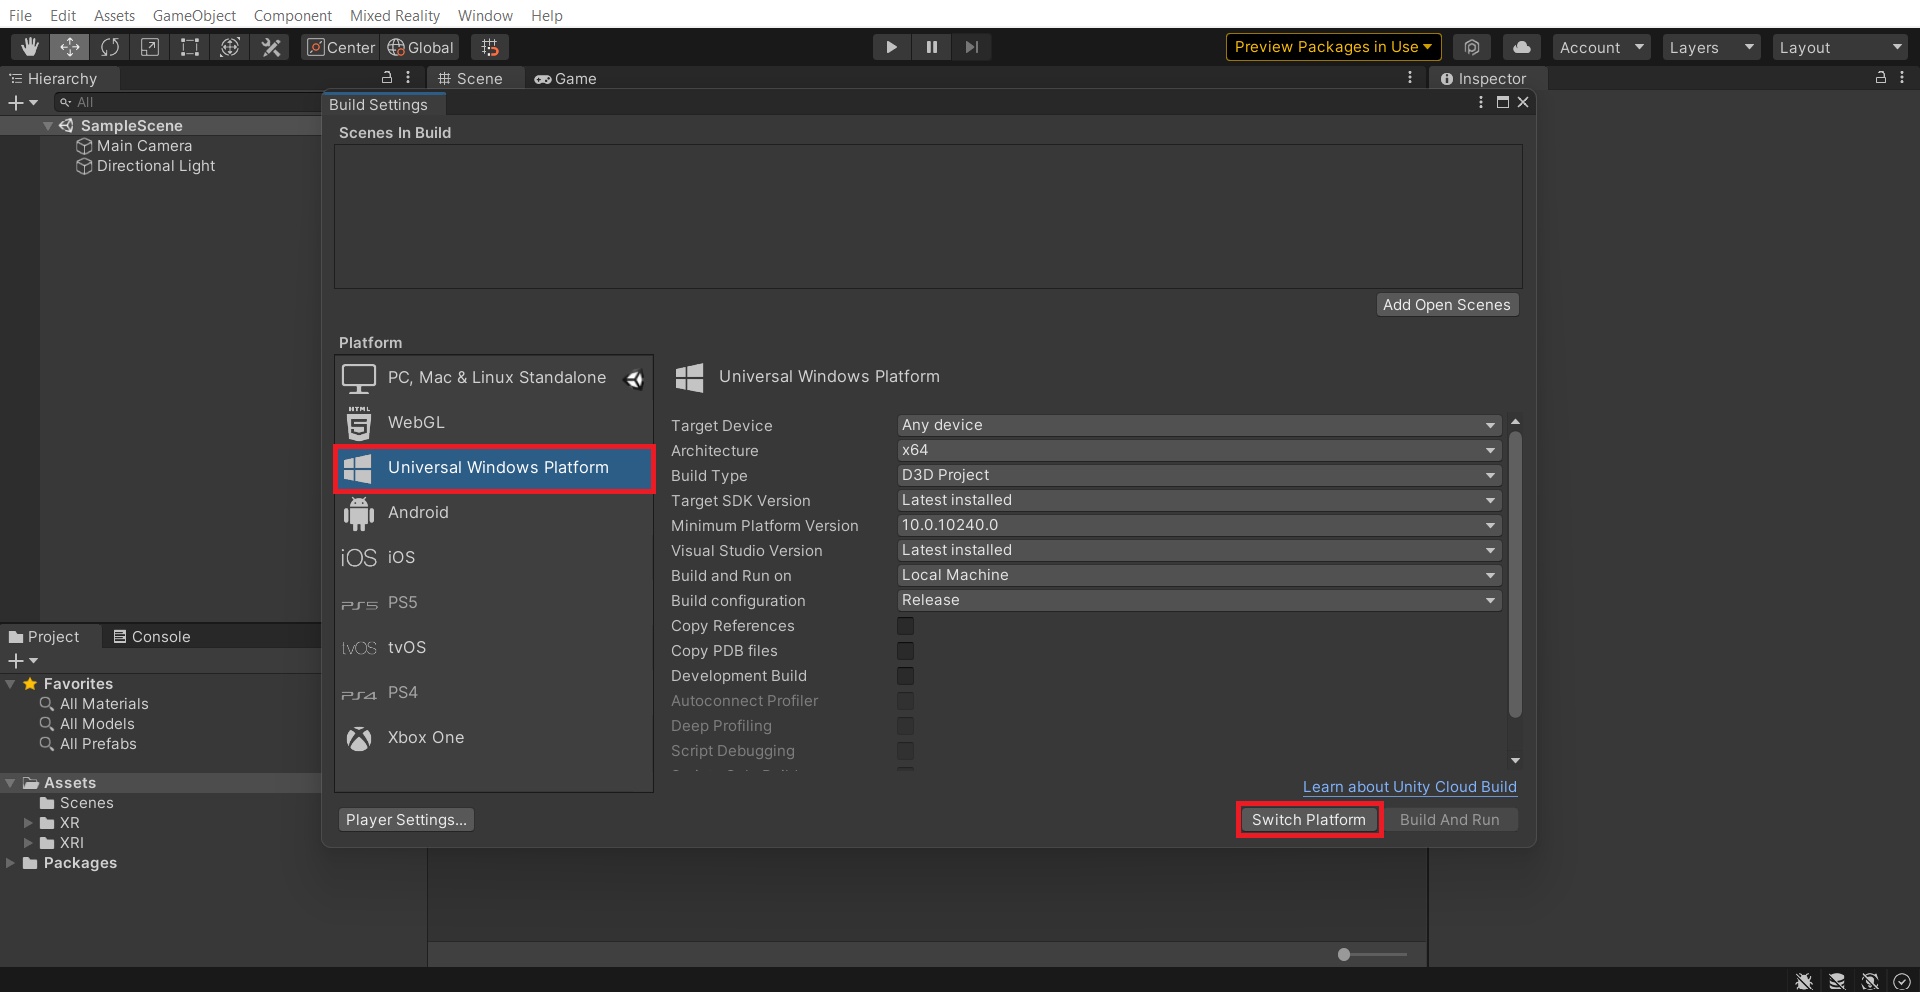 File Edit Assets GameObject Component Mixed Reality Window Help
Center Global Preview Packages in Use Account Layers Layout
Hierarchy Scene Game Inspector
All
SampleScene
Main Camera
Directional Light
Build Settings
Scenes In Build
Add Open Scenes
Platform
PC, Mac & Linux Standalone
HTML 5 WebGL
Universal Windows Platform
Android
iOS iOS
PS5 PS5
tvOS tvOS
PS4 PS4
Xbox One
Universal Windows Platform
Target Device Any device
Architecture x64
Build Type D3D Project
Target SDK Version Latest installed
Minimum Platform Version 10.0.10240.0
Visual Studio Version Latest installed
Build and Run on Local Machine
Build configuration Release
Copy References
Copy PDB files
Development Build
Autoconnect Profiler
Deep Profiling
Script Debugging
Learn about Unity Cloud Build
Player Settings... Switch Platform Build And Run
Project Console
Favorites
All Materials
All Models
All Prefabs
Assets
Scenes
XR
XRI
Packages